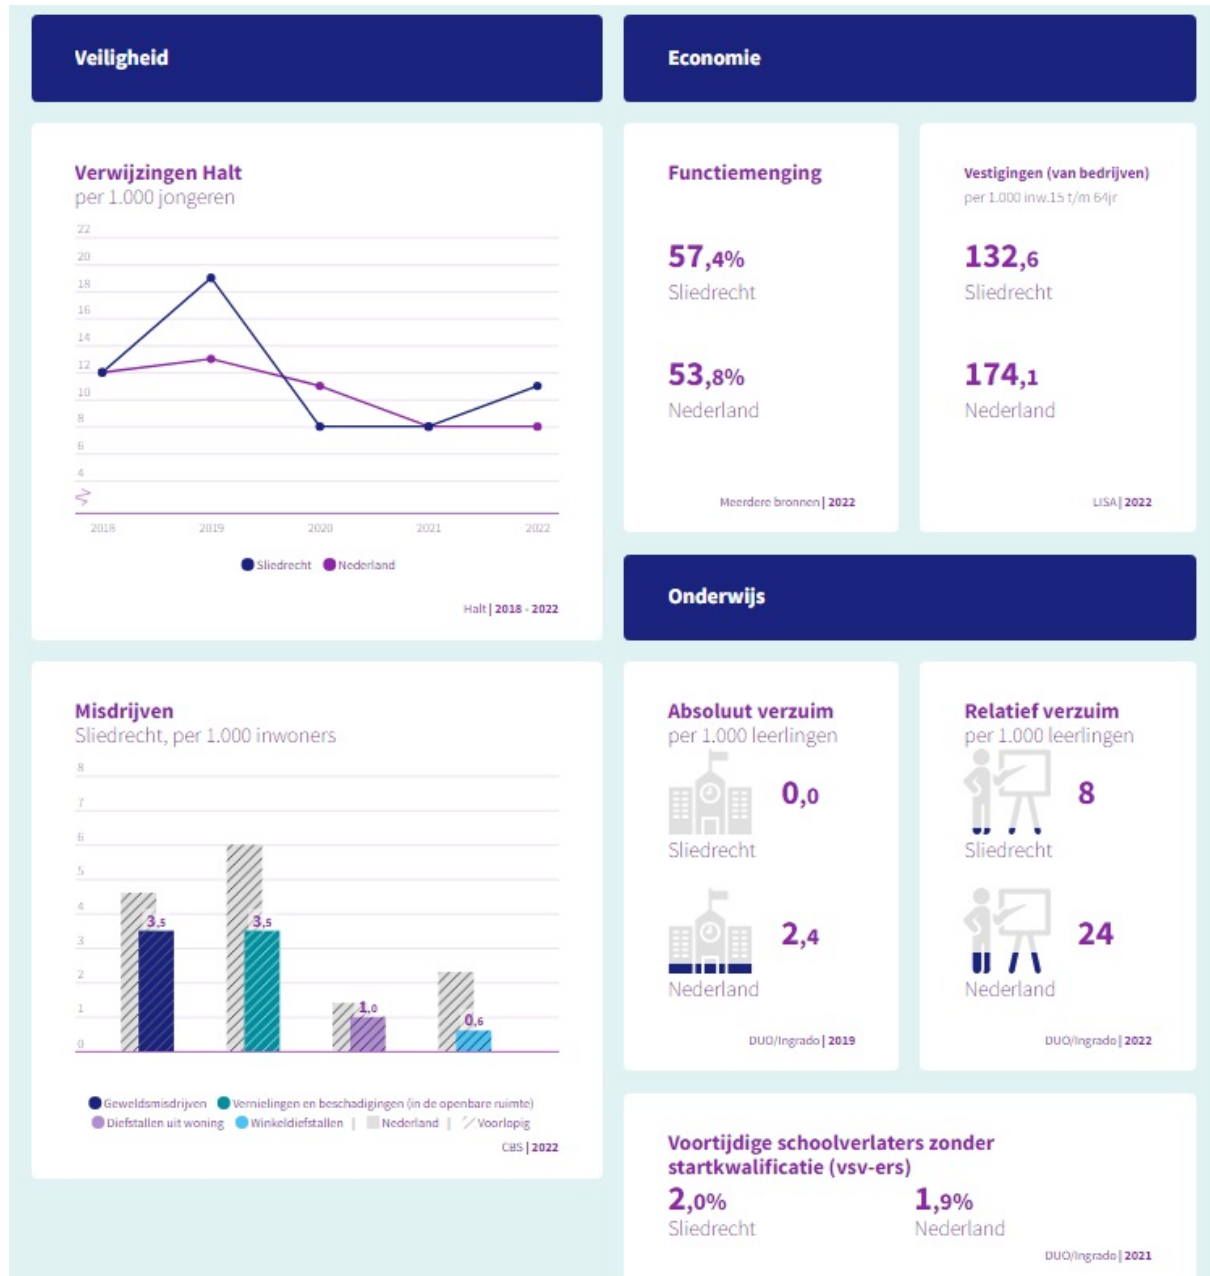 Veiligheid
Verwijzingen Halt
per 1.000 jongeren
22
20
18
16
14
12
10
8
6
4
2018 2019 2020 2021 2022
Sliedrecht Nederland
Halt | 2018 - 2022
Misdrijven
Sliedrecht, per 1.000 inwoners
8
7
6
5
4
3
2
1
0
3,5 3,5 1,0 0,6
Geweldsmisdrijven Vernielingen en beschadigingen (in de openbare ruimte)
Diefstallen uit woning Winkeldiefstallen | Nederland | Voorlopig
CBS | 2022
Economie
Functiemenging
57,4%
Sliedrecht
53,8%
Nederland
Meerdere bronnen | 2022
Vestigingen (van bedrijven)
per 1.000 inw.15 t/m 64jr
132,6
Sliedrecht
174,1
Nederland
LISA | 2022
Onderwijs
Absoluut verzuim
per 1.000 leerlingen
0,0
Sliedrecht
2,4
Nederland
DUO/Ingrado | 2019
Relatief verzuim
per 1.000 leerlingen
8
Sliedrecht
24
Nederland
DUO/Ingrado | 2022
Voortijdige schoolverlaters zonder
startkwalificatie (vsv-ers)
2,0% 1,9%
Sliedrecht Nederland
DUO/Ingrado | 2021